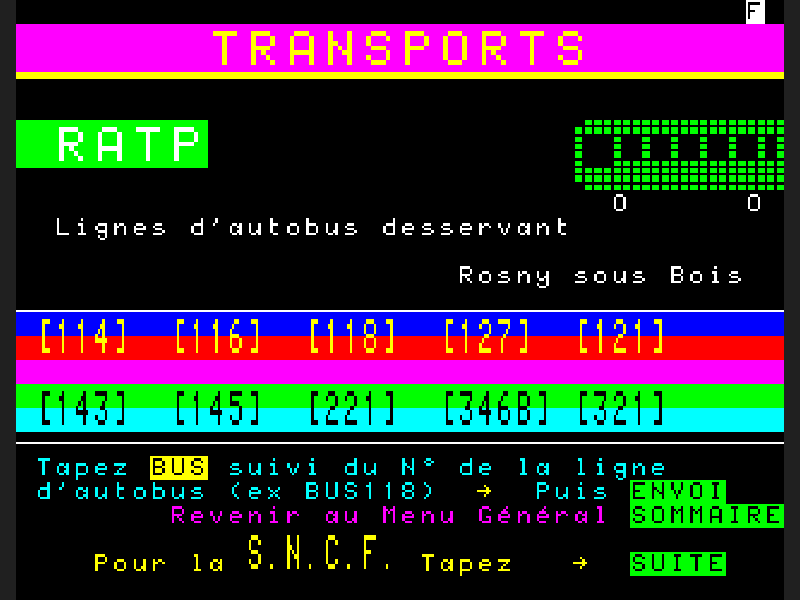 F
TRANSPORTS
RATP
Lignes d'autobus desservant
Rosny sous Bois
[114] [116] [118] [127] [121]
[143] [145] [221] [346B] [321]
Tapez BUS suivi du N° de la ligne
d'autobus (ex BUS118) → Puis ENVOI
Revenir au Menu Général SOMMAIRE
Pour la S.N.C.F. Tapez → SUITE